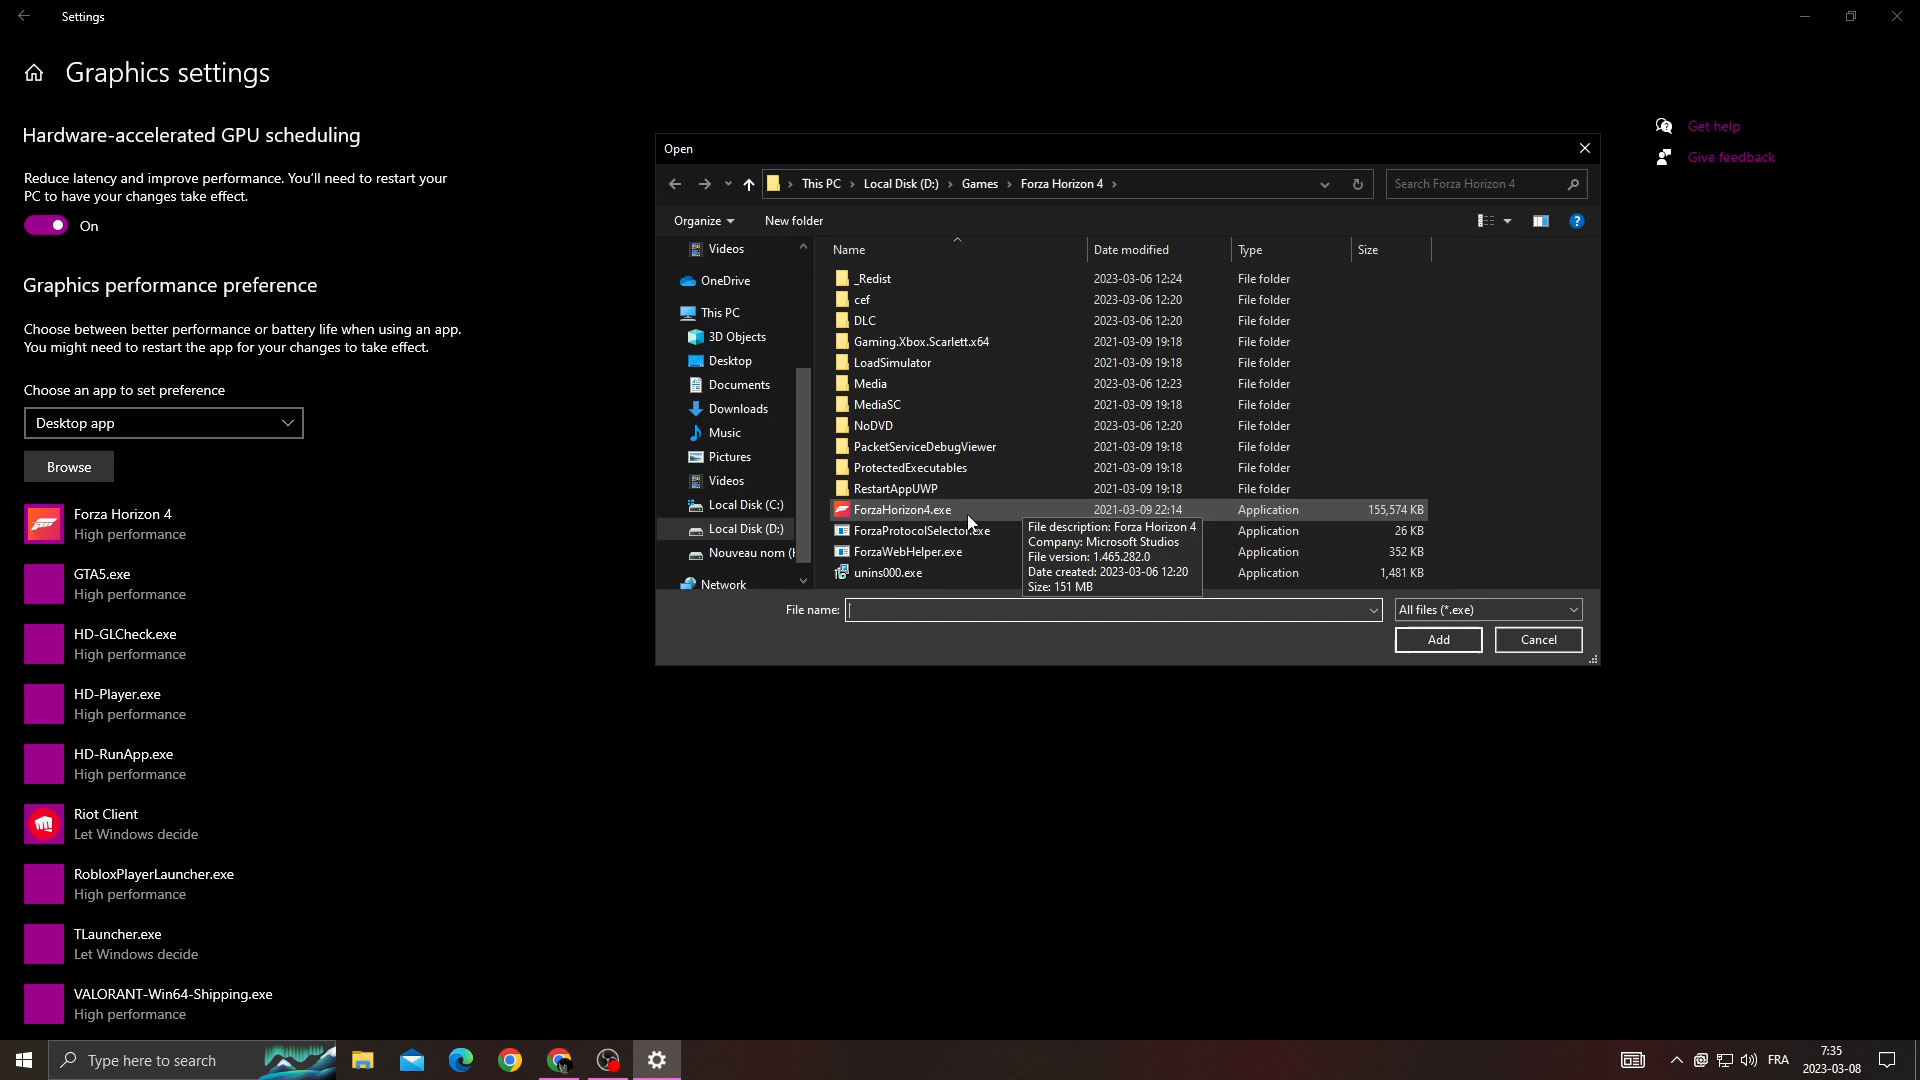 Settings
Graphics settings
Hardware-accelerated GPU scheduling
Reduce latency and improve performance. You'll need to restart your
PC to have your changes take effect.
On
Graphics performance preference
Choose between better performance or battery life when using an app.
You might need to restart the app for your changes to take effect.
Choose an app to set preference
Desktop app
Browse
Forza Horizon 4
High performance
GTA5.exe
High performance
HD-GLCheck.exe
High performance
HD-Player.exe
High performance
HD-RunApp.exe
High performance
Riot Client
Let Windows decide
RobloxPlayerLauncher.exe
High performance
TLauncher.exe
Let Windows decide
VALORANT-Win64-Shipping.exe
High performance
Open
This PC › Local Disk (D:) › Games › Forza Horizon 4 ›
Search Forza Horizon 4
Organize
New folder
Videos
OneDrive
This PC
3D Objects
Desktop
Documents
Downloads
Music
Pictures
Videos
Local Disk (C:)
Local Disk (D:)
Nouveau nom (
Network
Name Date modified Type Size
_Redist 2023-03-06 12:24 File folder
cef 2023-03-06 12:20 File folder
DLC 2023-03-06 12:20 File folder
Gaming.Xbox.Scarlett.x64 2021-03-09 19:18 File folder
LoadSimulator 2021-03-09 19:18 File folder
Media 2023-03-06 12:23 File folder
MediaSC 2021-03-09 19:18 File folder
NoDVD 2023-03-06 12:20 File folder
PacketServiceDebugViewer 2021-03-09 19:18 File folder
ProtectedExecutables 2021-03-09 19:18 File folder
RestartAppUWP 2021-03-09 19:18 File folder
ForzaHorizon4.exe 2021-03-09 22:14 Application 155,574 KB
ForzaProtocolSelector.exe Application 26 KB
ForzaWebHelper.exe Application 352 KB
unins000.exe Application 1,481 KB
File description: Forza Horizon 4
Company: Microsoft Studios
File version: 1.465.282.0
Date created: 2023-03-06 12:20
Size: 151 MB
File name:
All files (*.exe)
Add
Cancel
Get help
Give feedback
Type here to search
FRA
7:35
2023-03-08